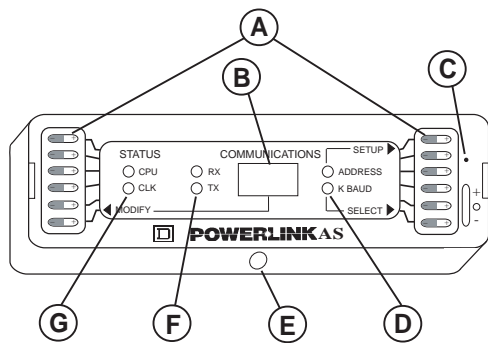 A
B
C
STATUS
COMMUNICATIONS
SETUP
CPU
RX
ADDRESS
CLK
TX
K BAUD
MODIFY
SELECT
D POWERLINK AS
+
-
G
F
E
D